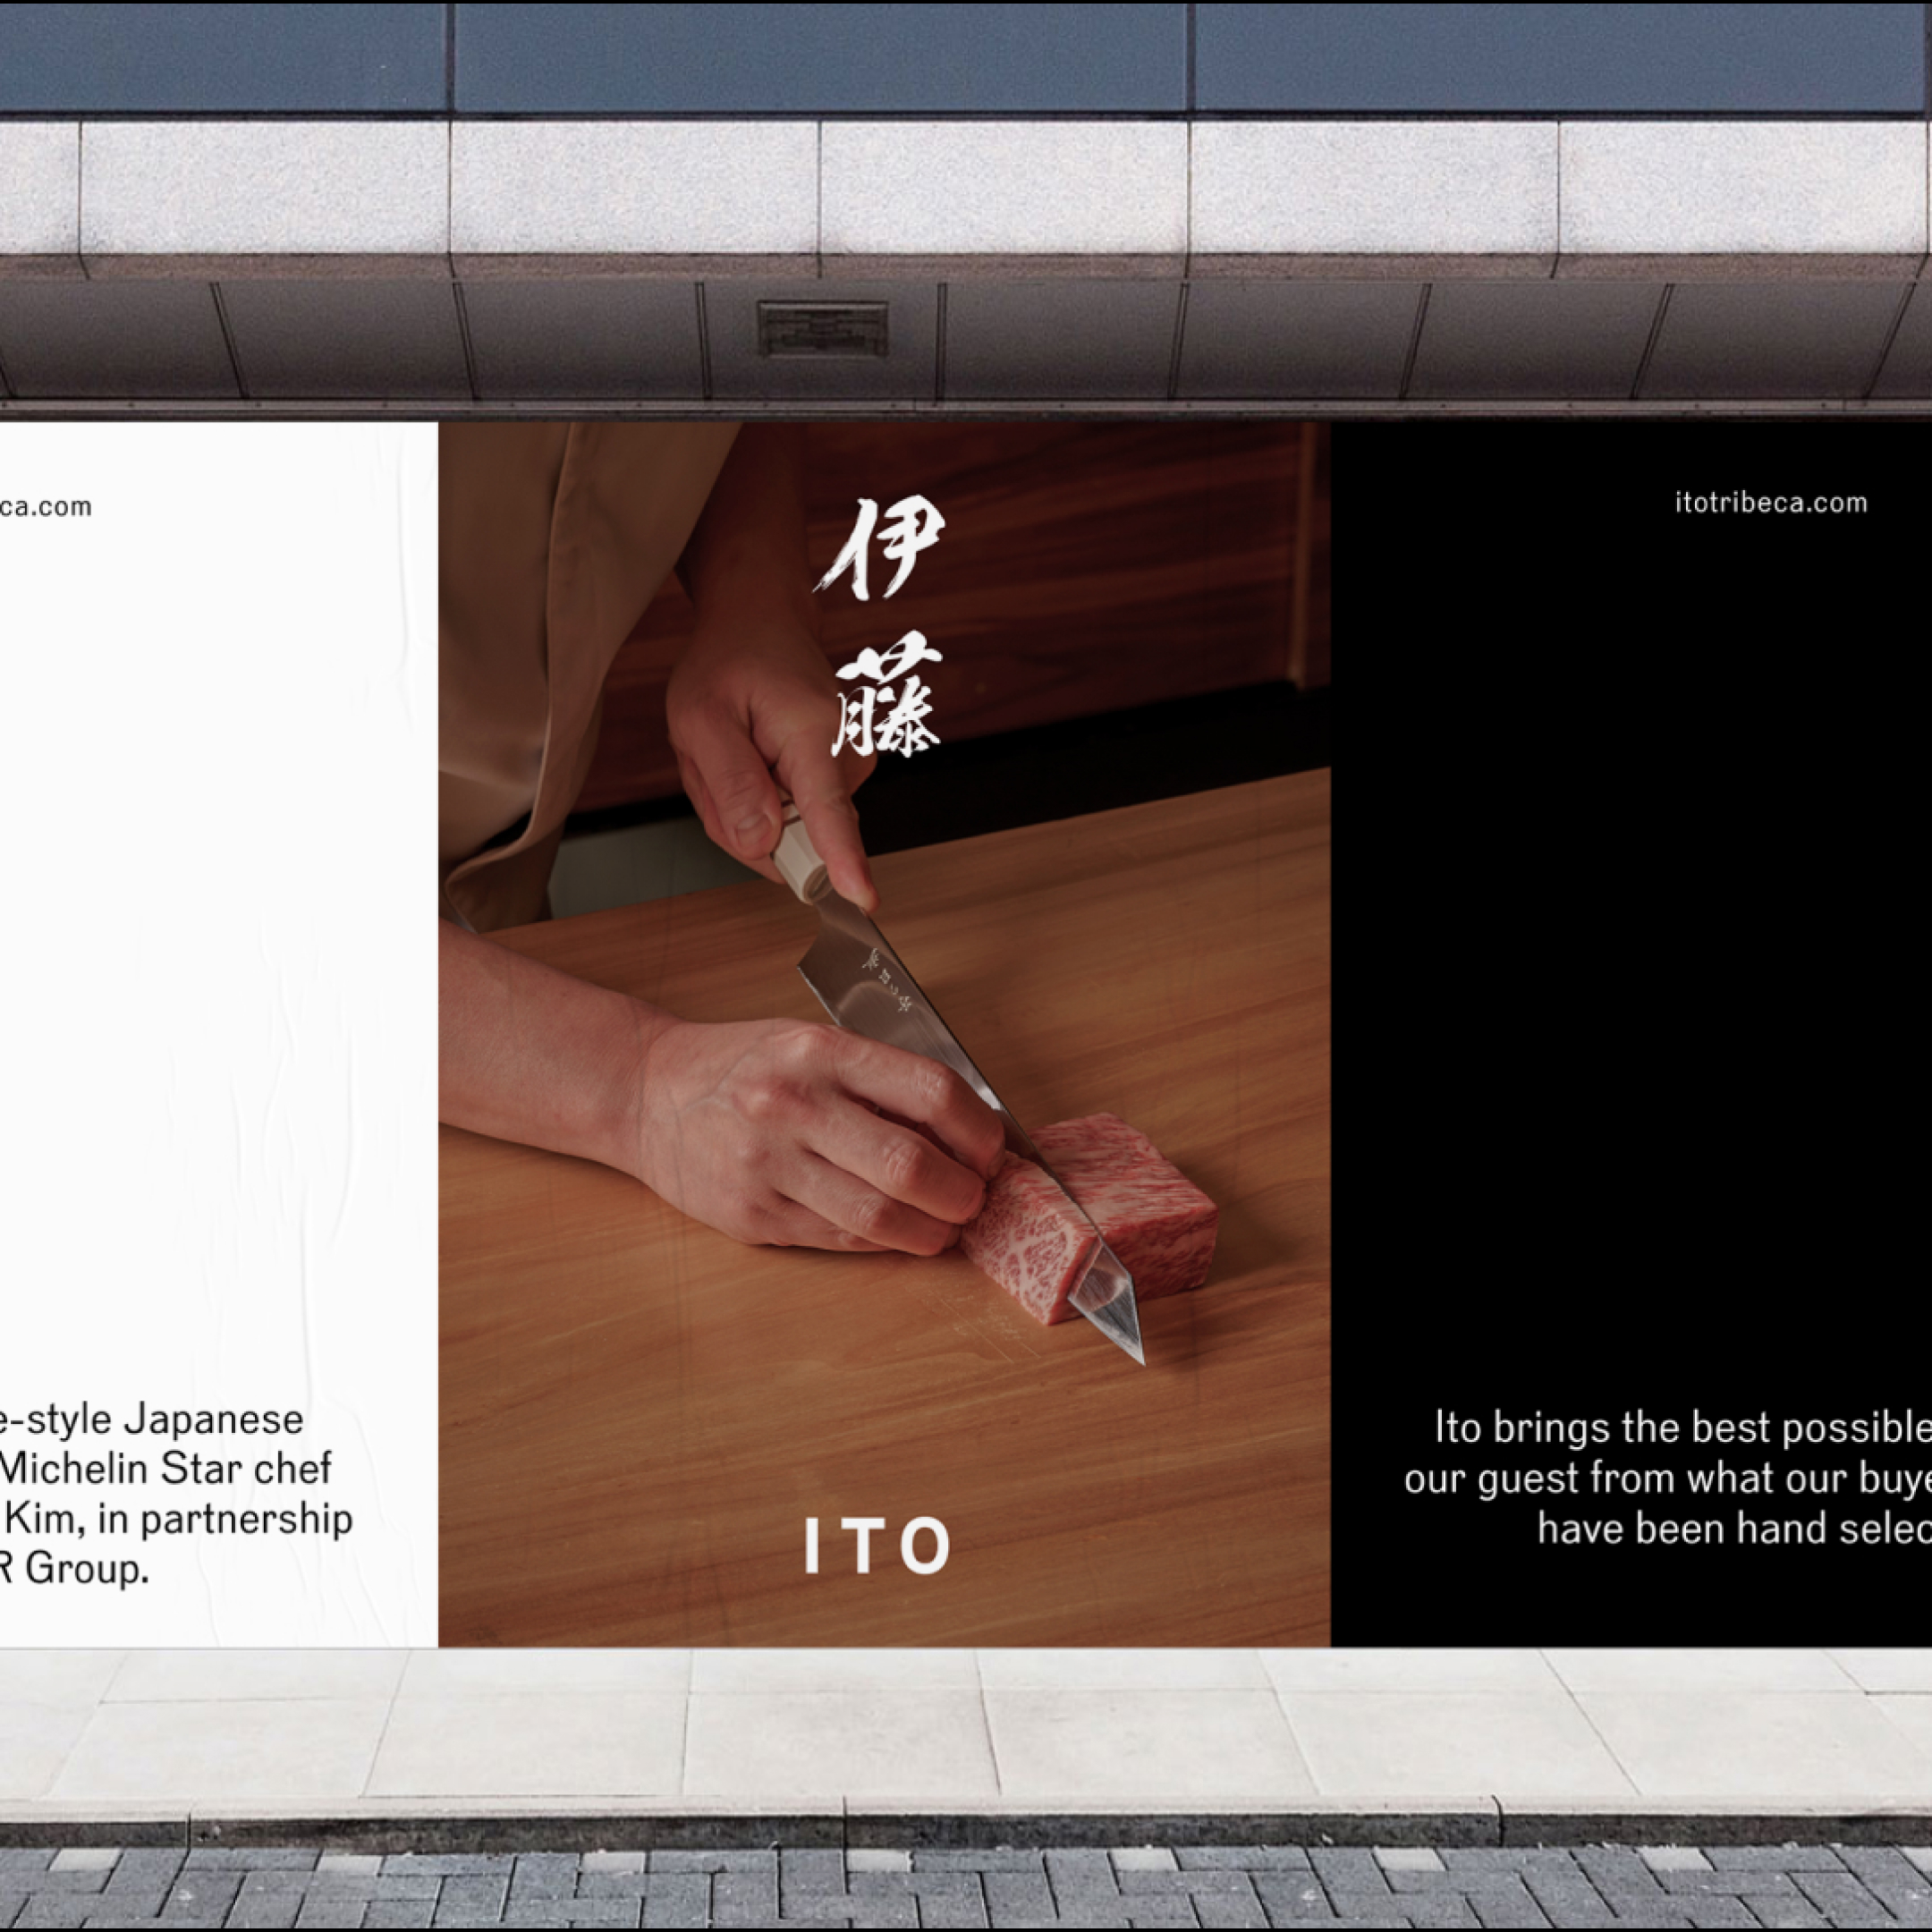 ca.com
e-style Japanese
Michelin Star chef
Kim, in partnership
R Group.
伊
藤
ITO
itotribeca.com
Ito brings the best possible
our guest from what our buye
have been hand selec